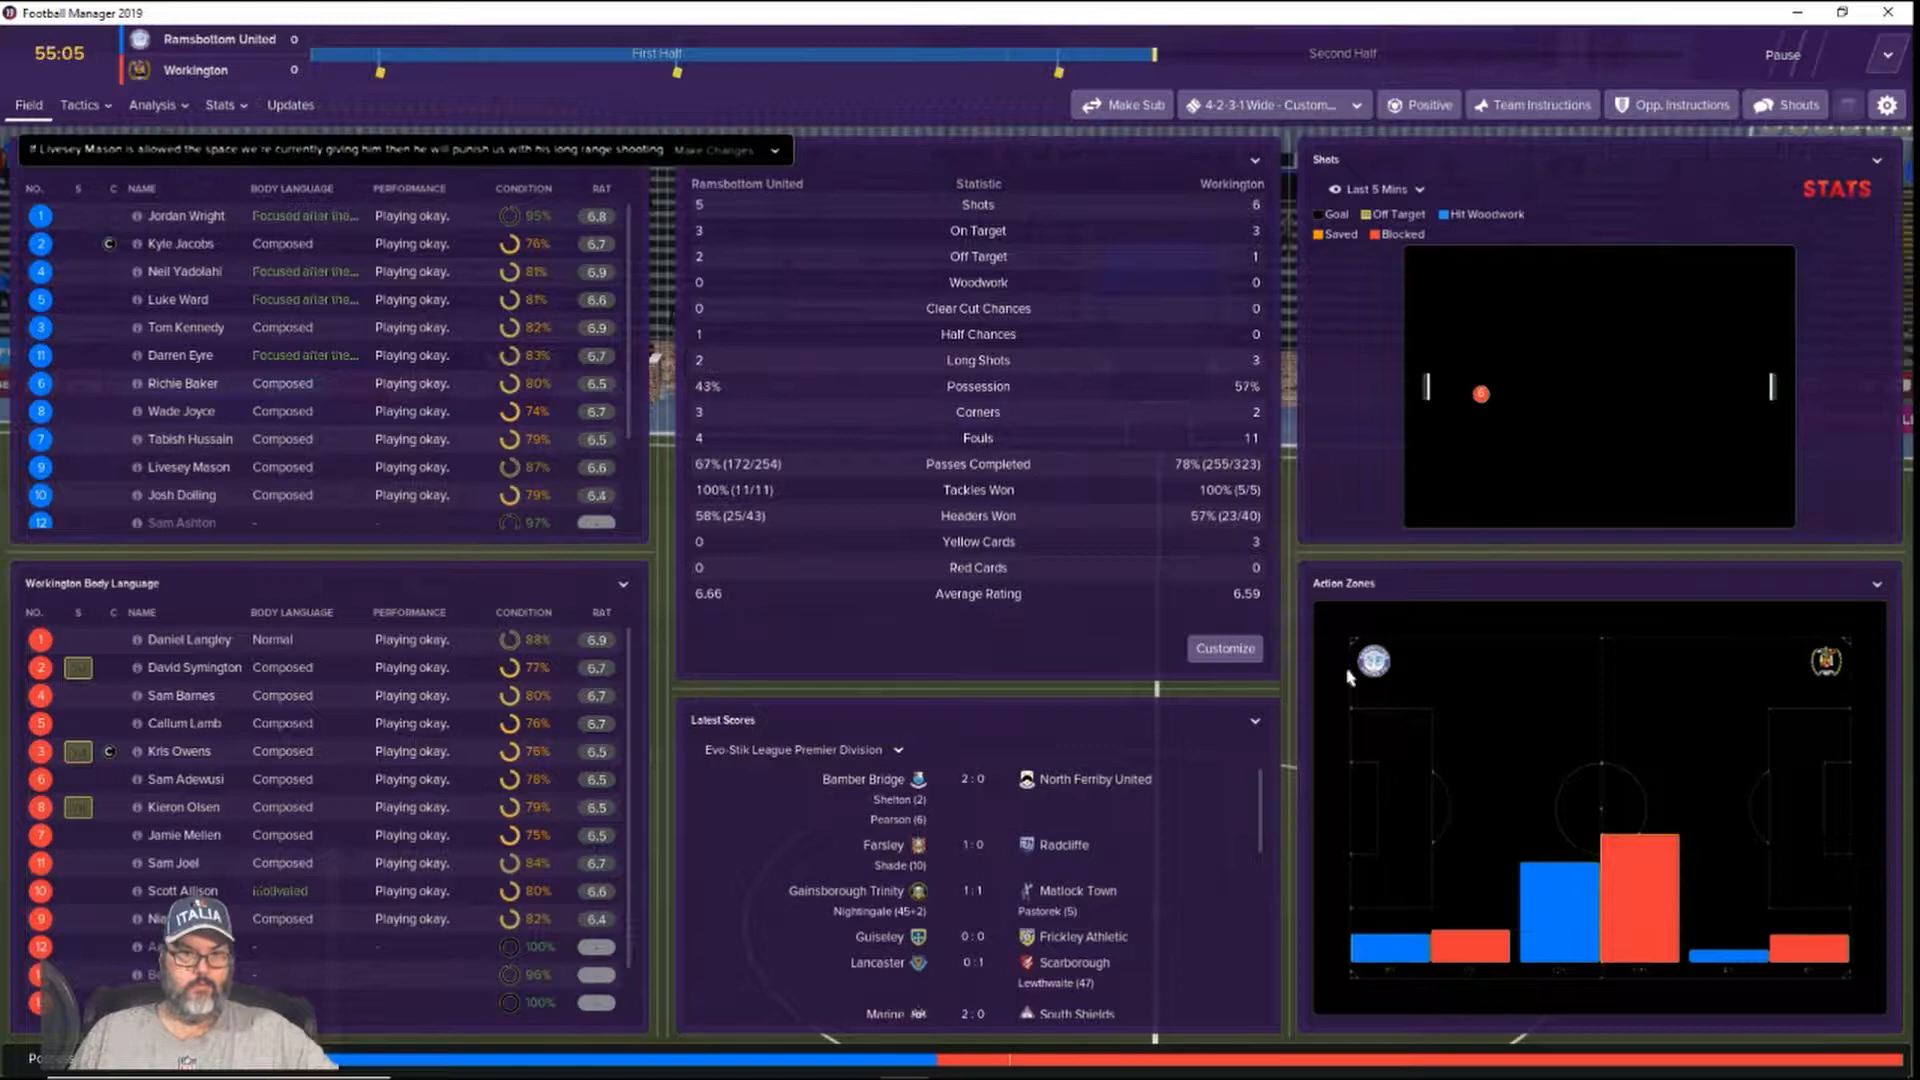 Football Manager 2019
55:05
Ramsbottom United 0
Workington 0
First Half
Second Half
Pause
Field Tactics Analysis Stats Updates
Make Sub 4-2-3-1 Wide - Custom... Positive Team Instructions Opp. Instructions Shouts
If Livesey Mason is allowed the space we're currently giving him then he will punish us with his long range shooting Make Changes
NO. S C NAME BODY LANGUAGE PERFORMANCE CONDITION RAT
1 Jordan Wright Focused after the... Playing okay. 95% 6.8
2 C Kyle Jacobs Composed Playing okay. 76% 6.7
4 Neil Yadolahi Focused after the... Playing okay. 81% 6.9
5 Luke Ward Focused after the... Playing okay. 81% 6.6
3 Tom Kennedy Composed Playing okay. 82% 6.9
11 Darren Eyre Focused after the... Playing okay. 83% 6.7
6 Richie Baker Composed Playing okay. 80% 6.5
8 Wade Joyce Composed Playing okay. 74% 6.7
7 Tabish Hussain Composed Playing okay. 79% 6.5
9 Livesey Mason Composed Playing okay. 87% 6.6
10 Josh Dolling Composed Playing okay. 79% 6.4
12 Sam Ashton - - 97% -
Workington Body Language
NO. S C NAME BODY LANGUAGE PERFORMANCE CONDITION RAT
1 Daniel Langley Normal Playing okay. 88% 6.9
2 David Symington Composed Playing okay. 77% 6.7
4 Sam Barnes Composed Playing okay. 80% 6.7
5 Callum Lamb Composed Playing okay. 76% 6.7
3 C Kris Owens Composed Playing okay. 76% 6.5
6 Sam Adewusi Composed Playing okay. 78% 6.5
8 Kieron Olsen Composed Playing okay. 79% 6.5
7 Jamie Mellen Composed Playing okay. 75% 6.5
11 Sam Joel Composed Playing okay. 84% 6.7
10 Scott Allison Motivated Playing okay. 80% 6.6
9 Composed Playing okay. 82% 6.4
12 - - 100% -
- 96% -
100% -
ITALIA
NFL
Ramsbottom United Statistic Workington
5 Shots 6
3 On Target 3
2 Off Target 1
0 Woodwork 0
0 Clear Cut Chances 0
1 Half Chances 0
2 Long Shots 3
43% Possession 57%
3 Corners 2
4 Fouls 11
67% (172/254) Passes Completed 78% (255/323)
100% (11/11) Tackles Won 100% (5/5)
58% (25/43) Headers Won 57% (23/40)
0 Yellow Cards 3
0 Red Cards 0
6.66 Average Rating 6.59
Customize
Latest Scores
Evo-Stik League Premier Division
Bamber Bridge 2 : 0 North Ferriby United
Shelton (2)
Pearson (6)
Farsley 1 : 0 Radcliffe
Shade (10)
Gainsborough Trinity 1 : 1 Matlock Town
Nightingale (45+2) Pastorek (5)
Guiseley 0 : 0 Frickley Athletic
Lancaster 0 : 1 Scarborough
Lewthwaite (47)
Marine 2 : 0 South Shields
Shots
Last 5 Mins
STATS
Goal Off Target Hit Woodwork
Saved Blocked
6
Action Zones